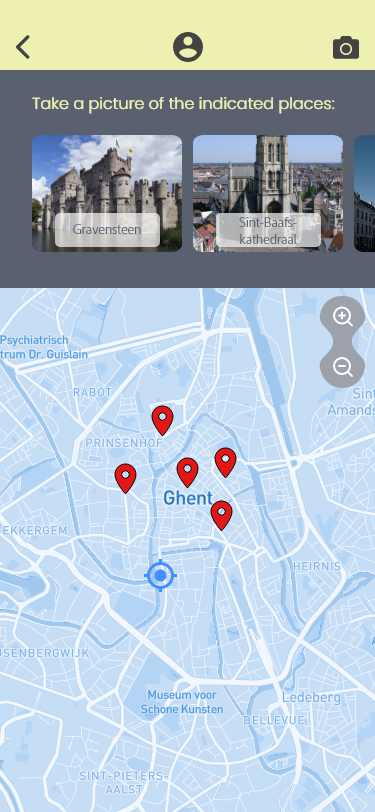 Take a picture of the indicated places:
Gravensteen
Sint-Baafs-
kathedraal
Psychiatrisch
trum Dr. Guislain
RABOT
Sint
Amands
PRINSENHOF
Ghent
EKKERGEM
HEIRNIS
USENBERGWIJK
Museum voor
Schone Kunsten
Ledeberg
BELLEVUE
SINT-PIETERS-
AALST